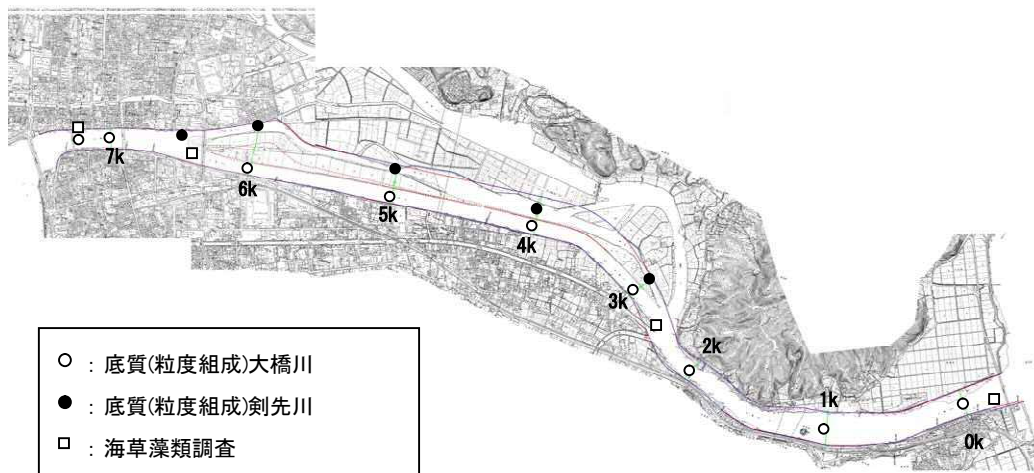 7k
6k
5k
4k
3k
2k
1k
0k
○ : 底質(粒度組成)大橋川
● : 底質(粒度組成)剣先川
□ : 海草藻類調査